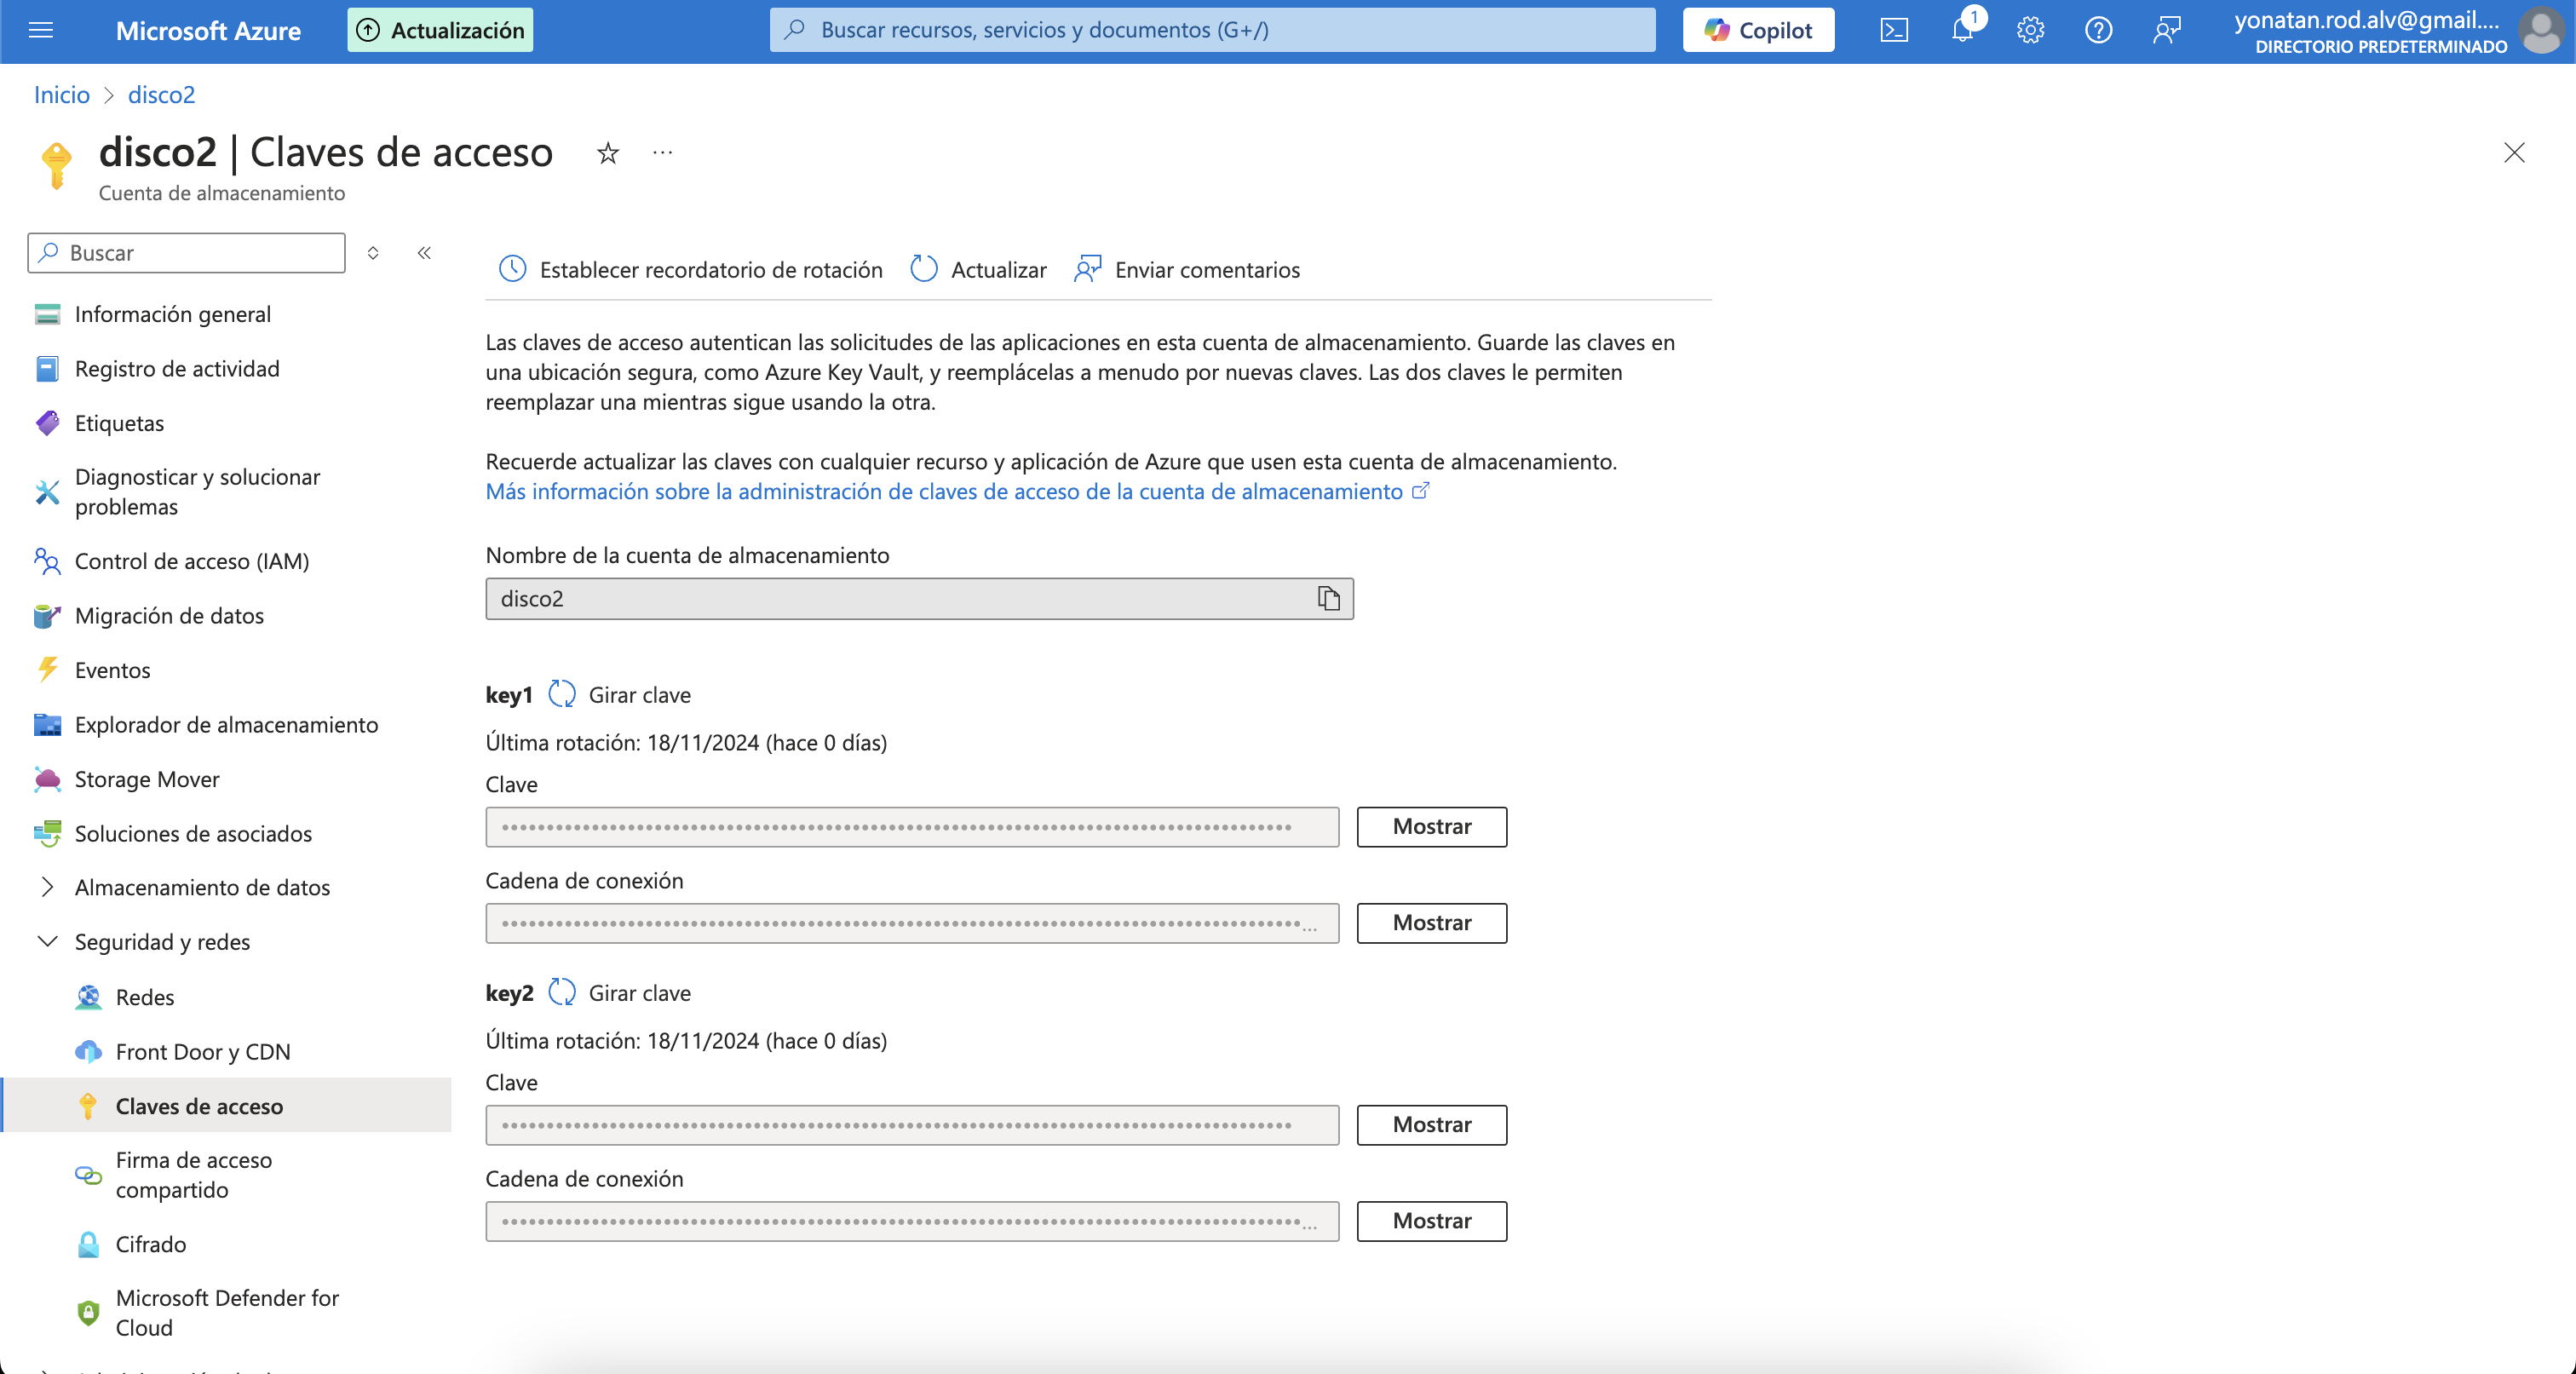 Microsoft Azure
Actualización
Buscar recursos, servicios y documentos (G+/)
Copilot
1
yonatan.rod.alv@gmail....
DIRECTORIO PREDETERMINADO
Inicio > disco2
disco2 | Claves de acceso
Cuenta de almacenamiento
Buscar
Información general
Registro de actividad
Etiquetas
Diagnosticar y solucionar
problemas
Control de acceso (IAM)
Migración de datos
Eventos
Explorador de almacenamiento
Storage Mover
Soluciones de asociados
Almacenamiento de datos
Seguridad y redes
Redes
Front Door y CDN
Claves de acceso
Firma de acceso
compartido
Cifrado
Microsoft Defender for
Cloud
Establecer recordatorio de rotación
Actualizar
Enviar comentarios
Las claves de acceso autentican las solicitudes de las aplicaciones en esta cuenta de almacenamiento. Guarde las claves en
una ubicación segura, como Azure Key Vault, y reemplácelas a menudo por nuevas claves. Las dos claves le permiten
reemplazar una mientras sigue usando la otra.
Recuerde actualizar las claves con cualquier recurso y aplicación de Azure que usen esta cuenta de almacenamiento.
Más información sobre la administración de claves de acceso de la cuenta de almacenamiento
Nombre de la cuenta de almacenamiento
disco2
key1 Girar clave
Última rotación: 18/11/2024 (hace 0 días)
Clave
Mostrar
Cadena de conexión
Mostrar
key2 Girar clave
Última rotación: 18/11/2024 (hace 0 días)
Clave
Mostrar
Cadena de conexión
Mostrar